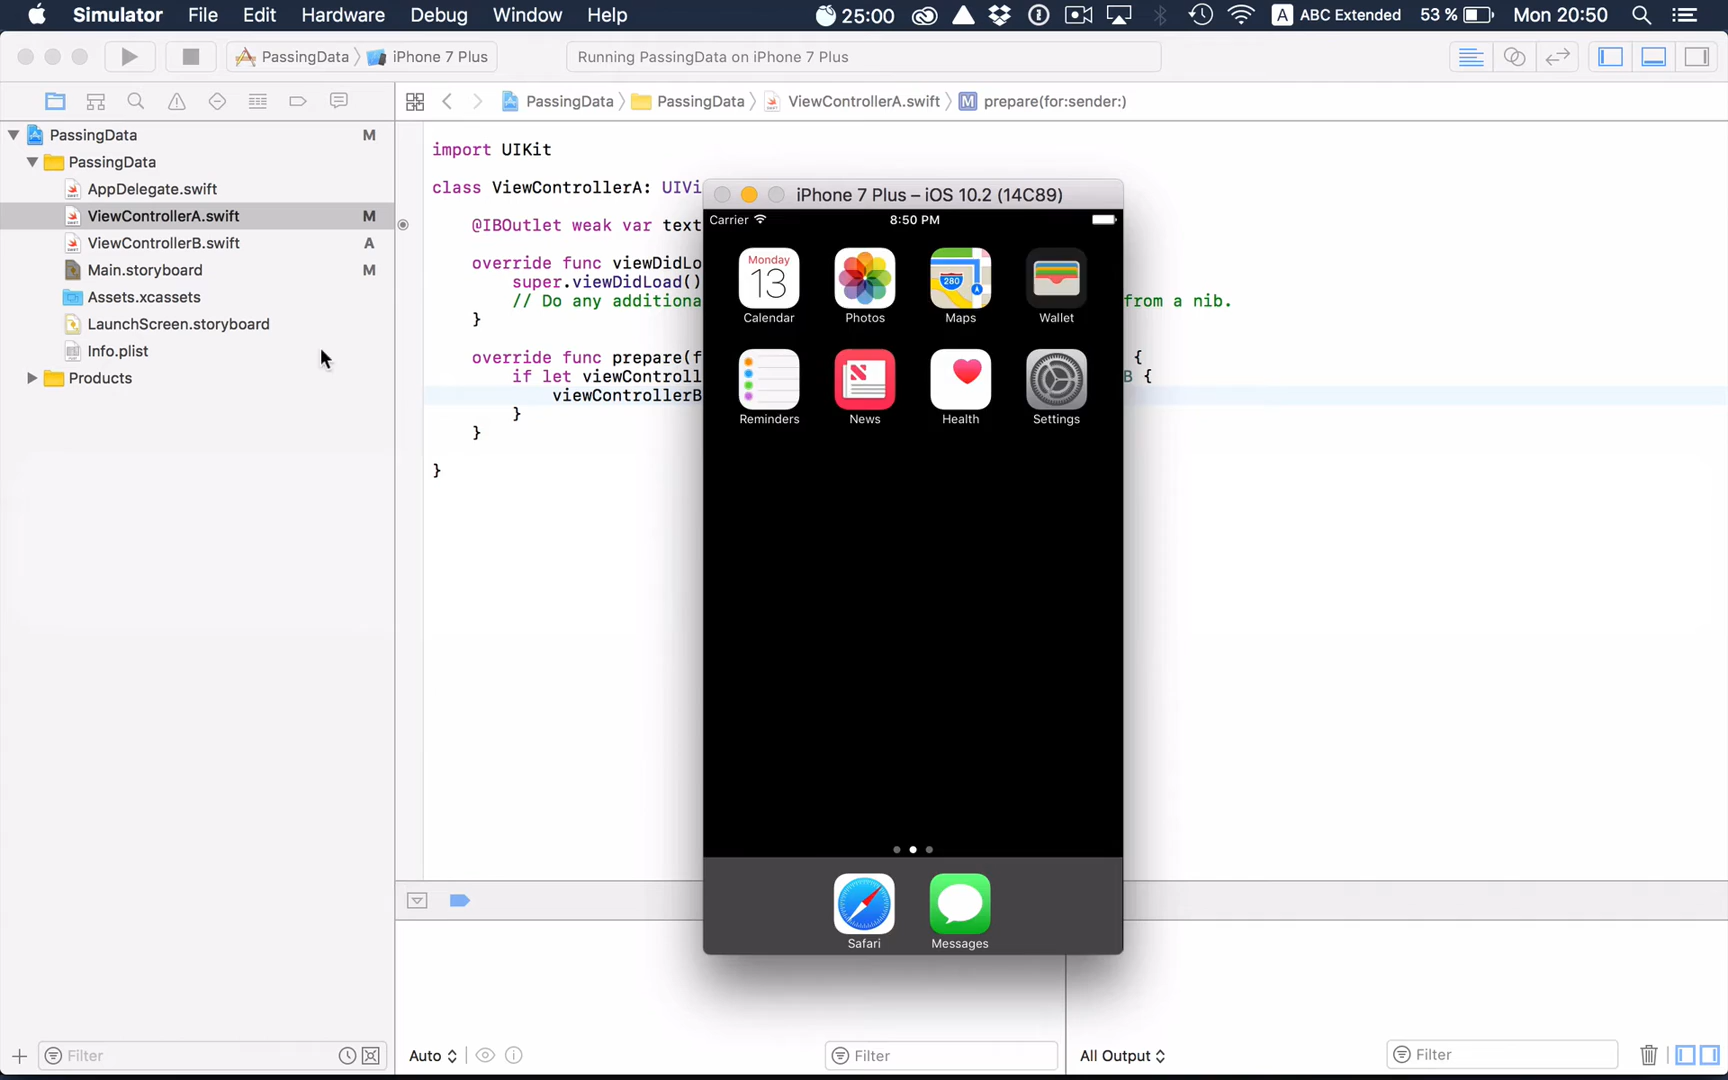 Simulator File Edit Hardware Debug Window Help 25:00 A ABC Extended 53 % Mon 20:50
PassingData iPhone 7 Plus Running PassingData on iPhone 7 Plus
PassingData PassingData ViewControllerA.swift M prepare(for:sender:)
PassingData M
PassingData
AppDelegate.swift
ViewControllerA.swift M
ViewControllerB.swift A
Main.storyboard M
Assets.xcassets
LaunchScreen.storyboard
Info.plist
Products
import UIKit
class ViewControllerA: UIVi
@IBOutlet weak var text
override func viewDidLo
super.viewDidLoad()
// Do any additiona from a nib.
}
override func prepare(f {
if let viewControll B {
viewControllerB
}
}
}
iPhone 7 Plus – iOS 10.2 (14C89)
Carrier 8:50 PM
Monday
13
280
Calendar Photos Maps Wallet
Reminders News Health Settings
Safari Messages
Filter
Auto
Filter
All Output
Filter